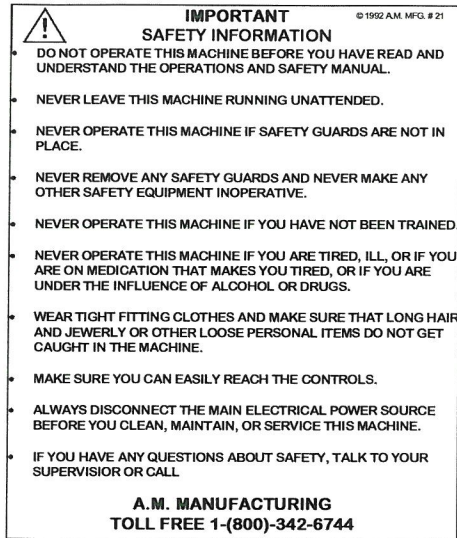 IMPORTANT © 1992 A.M. MFG. # 21
SAFETY INFORMATION
• DO NOT OPERATE THIS MACHINE BEFORE YOU HAVE READ AND
UNDERSTAND THE OPERATIONS AND SAFETY MANUAL.
• NEVER LEAVE THIS MACHINE RUNNING UNATTENDED.
• NEVER OPERATE THIS MACHINE IF SAFETY GUARDS ARE NOT IN
PLACE.
• NEVER REMOVE ANY SAFETY GUARDS AND NEVER MAKE ANY
OTHER SAFETY EQUIPMENT INOPERATIVE.
• NEVER OPERATE THIS MACHINE IF YOU HAVE NOT BEEN TRAINED.
• NEVER OPERATE THIS MACHINE IF YOU ARE TIRED, ILL, OR IF YOU
ARE ON MEDICATION THAT MAKES YOU TIRED, OR IF YOU ARE
UNDER THE INFLUENCE OF ALCOHOL OR DRUGS.
• WEAR TIGHT FITTING CLOTHES AND MAKE SURE THAT LONG HAIR
AND JEWERLY OR OTHER LOOSE PERSONAL ITEMS DO NOT GET
CAUGHT IN THE MACHINE.
• MAKE SURE YOU CAN EASILY REACH THE CONTROLS.
• ALWAYS DISCONNECT THE MAIN ELECTRICAL POWER SOURCE
BEFORE YOU CLEAN, MAINTAIN, OR SERVICE THIS MACHINE.
• IF YOU HAVE ANY QUESTIONS ABOUT SAFETY, TALK TO YOUR
SUPERVISIOR OR CALL
A.M. MANUFACTURING
TOLL FREE 1-(800)-342-6744